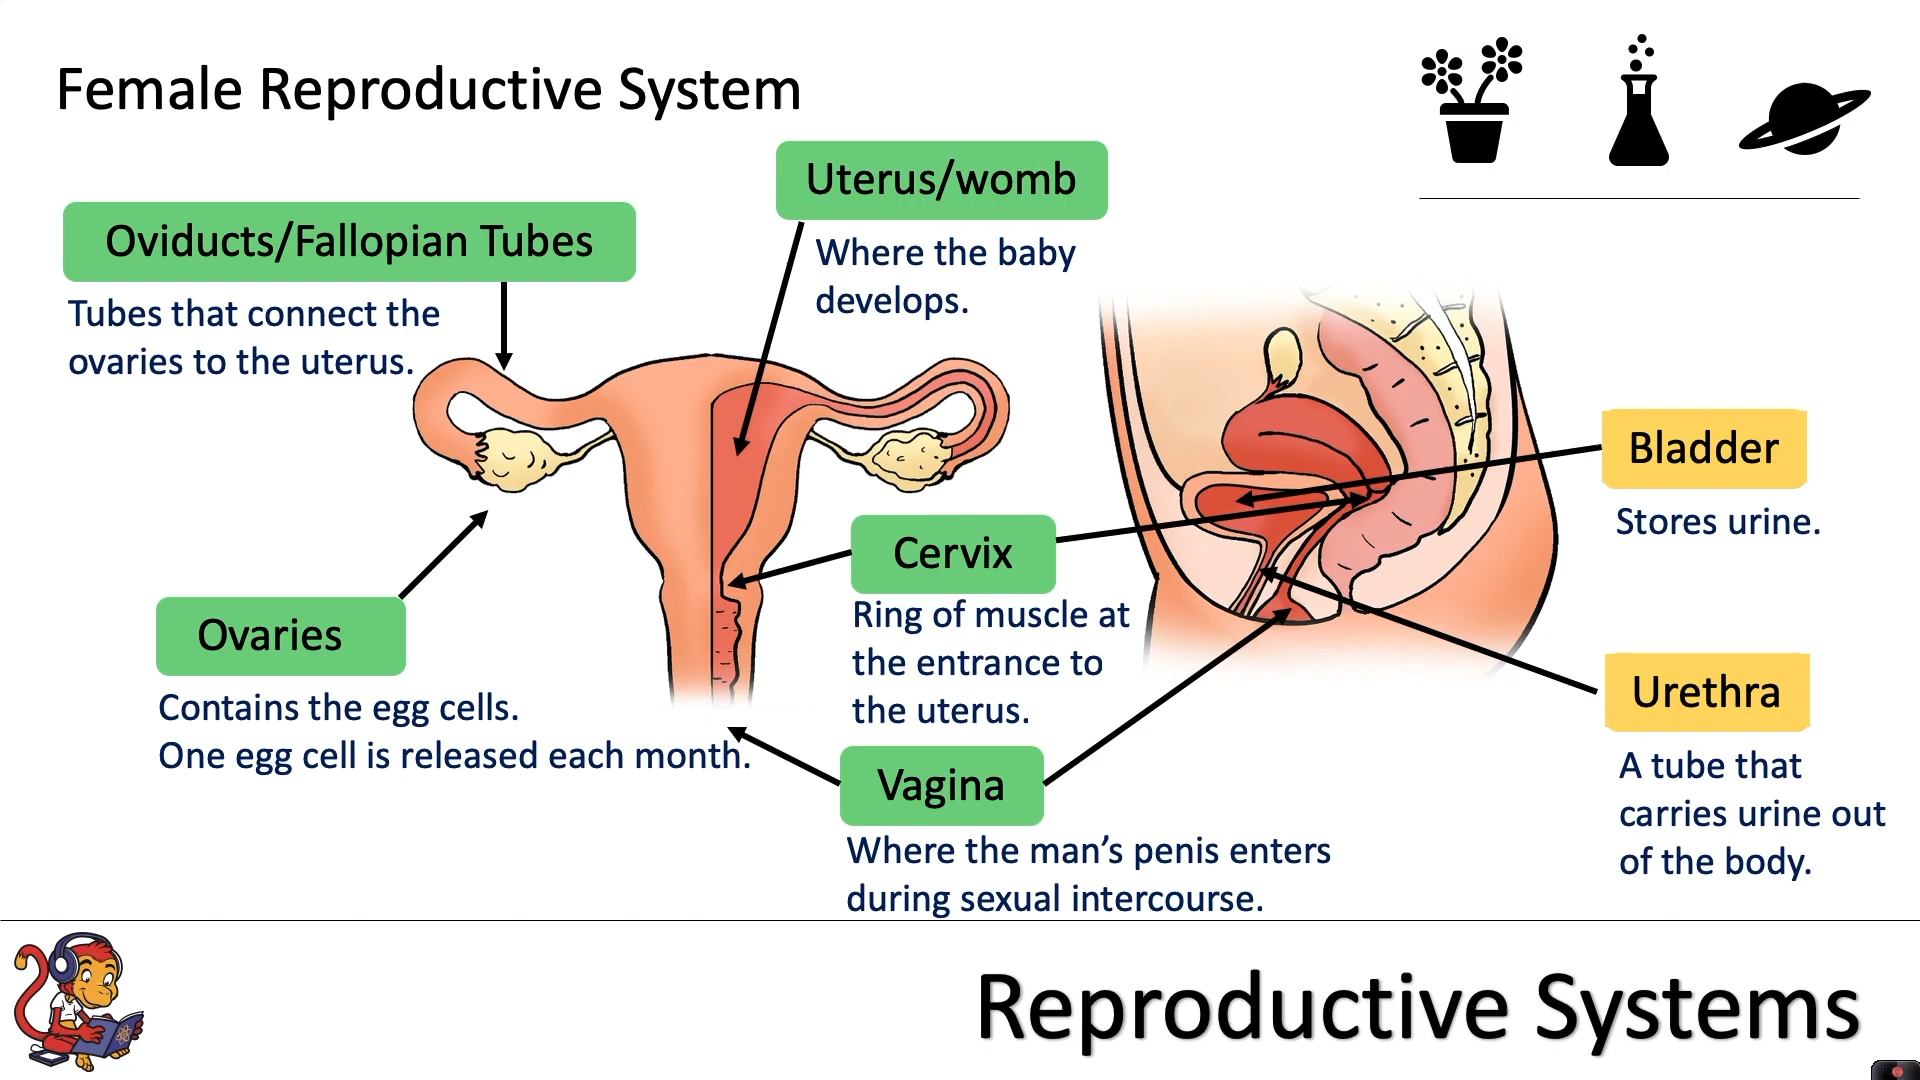 Female Reproductive System
Uterus/womb
Where the baby
develops.
Oviducts/Fallopian Tubes
Tubes that connect the
ovaries to the uterus.
Bladder
Stores urine.
Cervix
Ring of muscle at
the entrance to
the uterus.
Ovaries
Contains the egg cells.
One egg cell is released each month.
Urethra
A tube that
carries urine out
of the body.
Vagina
Where the man’s penis enters
during sexual intercourse.
Reproductive Systems